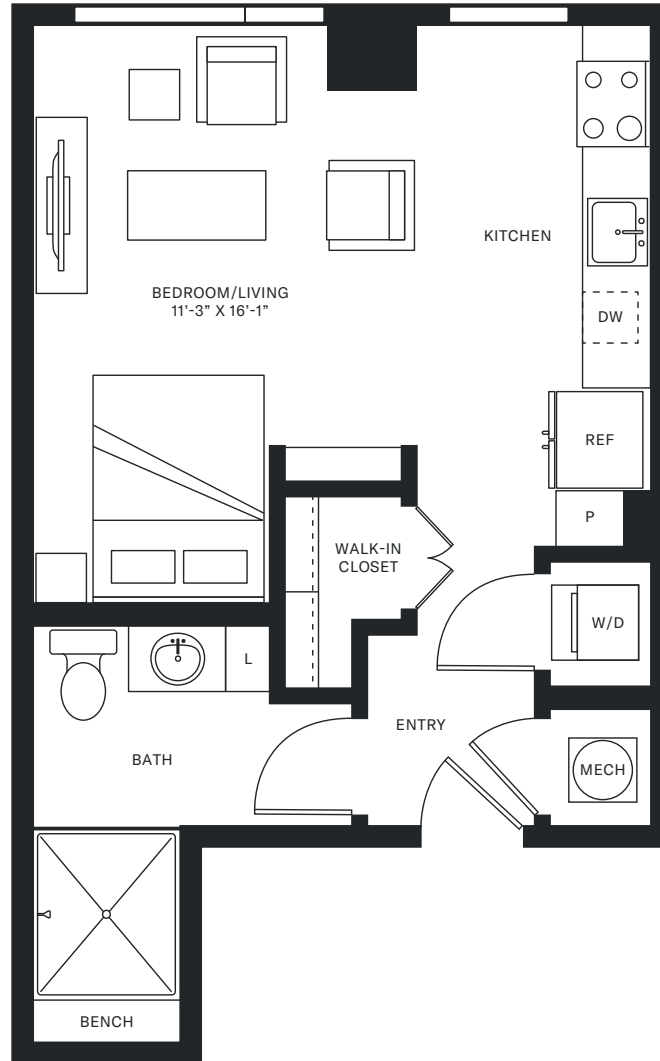 KITCHEN
BEDROOM/LIVING
11’-3” X 16’-1”
DW
REF
P
WALK-IN
CLOSET
W/D
L
ENTRY
BATH
MECH
BENCH